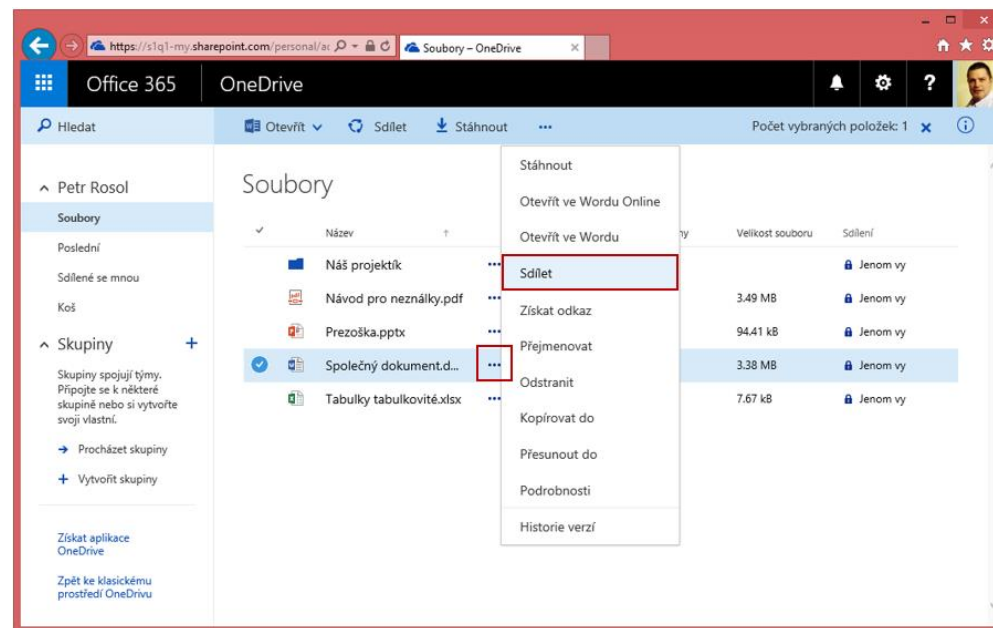 https://s1q1-my.sharepoint.com/personal/ac
Soubory – OneDrive
Office 365
OneDrive
?
Hledat
Otevřít
Sdílet
Stáhnout
•••
Počet vybraných položek: 1
Petr Rosol
Soubory
Poslední
Sdílené se mnou
Koš
Skupiny
Skupiny spojují týmy.
Připojte se k některé
skupině nebo si vytvořte
svoji vlastní.
Procházet skupiny
Vytvořit skupiny
Získat aplikace
OneDrive
Zpět ke klasickému
prostředí OneDrivu
Soubory
Název
Velikost souboru
Sdílení
Náš projektík
Jenom vy
Návod pro neználky.pdf
3.49 MB
Jenom vy
Prezoška.pptx
94.41 kB
Jenom vy
Společný dokument.d...
3.38 MB
Jenom vy
Tabulky tabulkovité.xlsx
7.67 kB
Jenom vy
Stáhnout
Otevřít ve Wordu Online
Otevřít ve Wordu
Sdílet
Získat odkaz
Přejmenovat
Odstranit
Kopírovat do
Přesunout do
Podrobnosti
Historie verzí